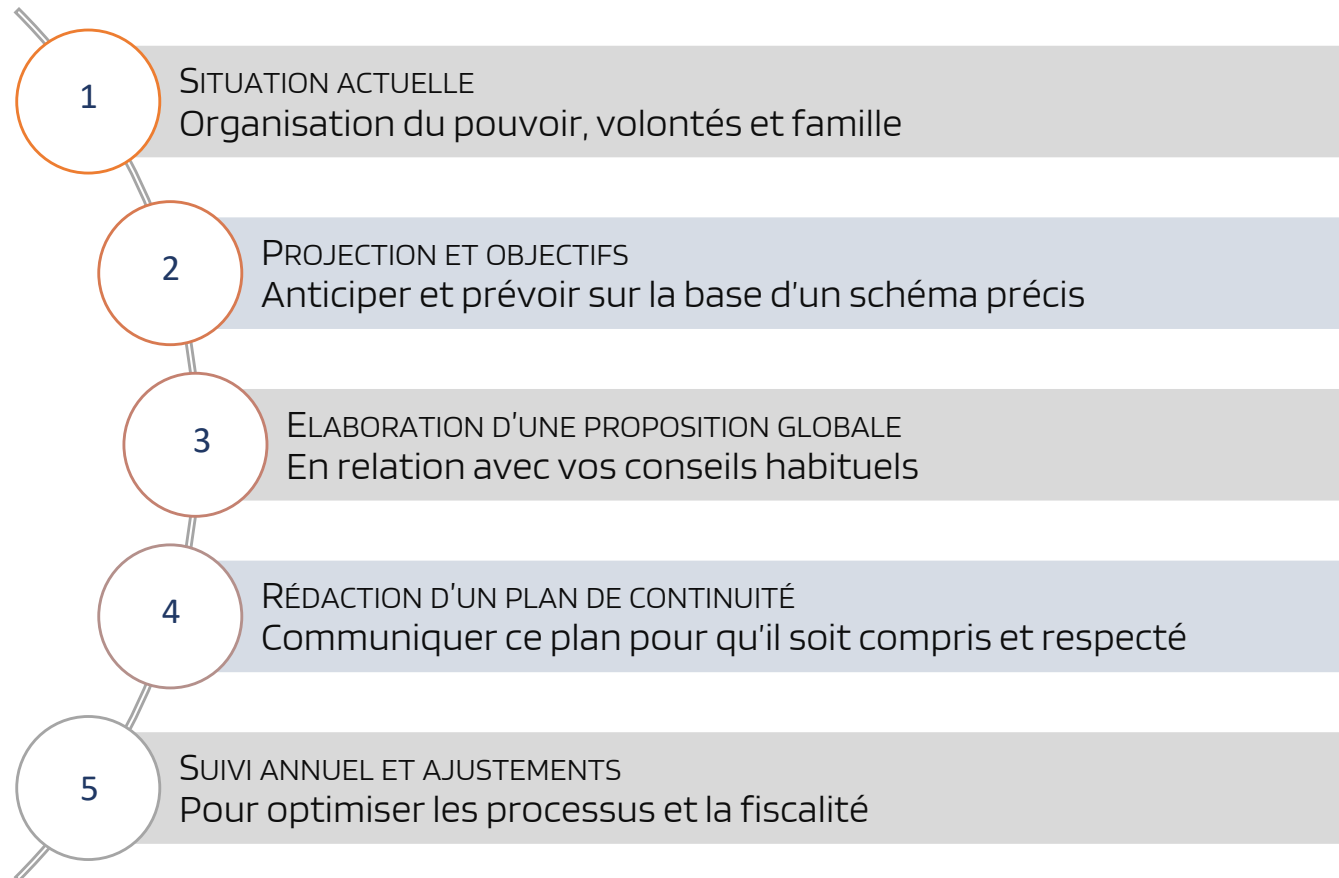 1
SITUATION ACTUELLE
Organisation du pouvoir, volontés et famille
2
PROJECTION ET OBJECTIFS
Anticiper et prévoir sur la base d'un schéma précis
3
ELABORATION D'UNE PROPOSITION GLOBALE
En relation avec vos conseils habituels
4
RÉDACTION D'UN PLAN DE CONTINUITÉ
Communiquer ce plan pour qu'il soit compris et respecté
5
SUIVI ANNUEL ET AJUSTEMENTS
Pour optimiser les processus et la fiscalité